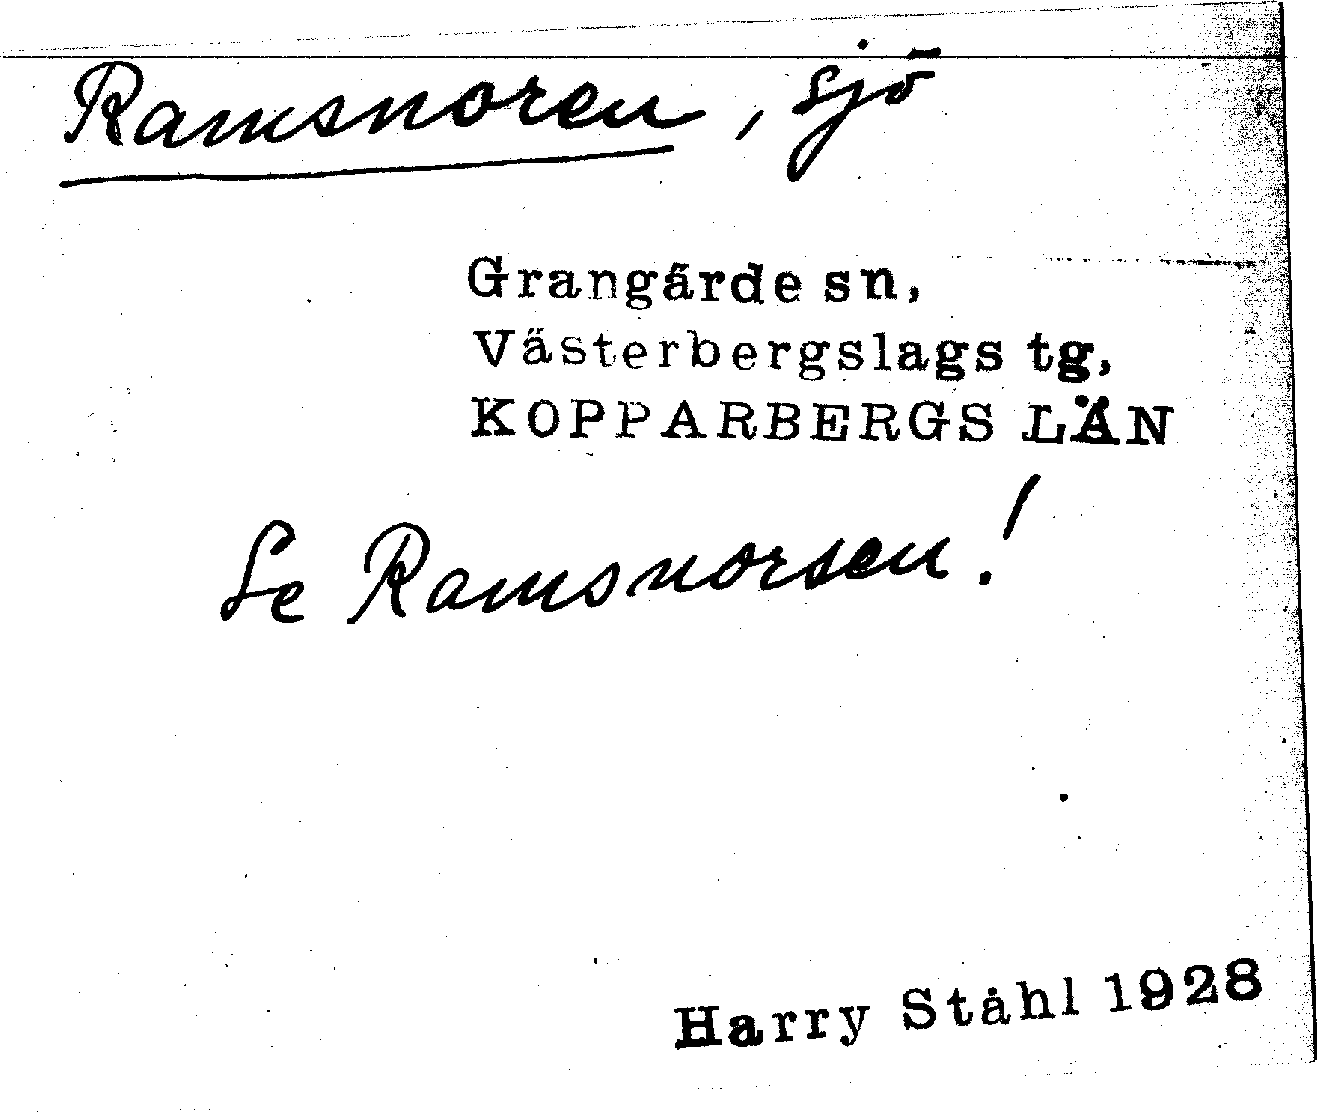 Ramsnoren, sjö
Grangärde sn,
Västerbergslags tg,
KOPPARBERGS LÄN
Se Ramsnorsen!
Harry Ståhl 1928